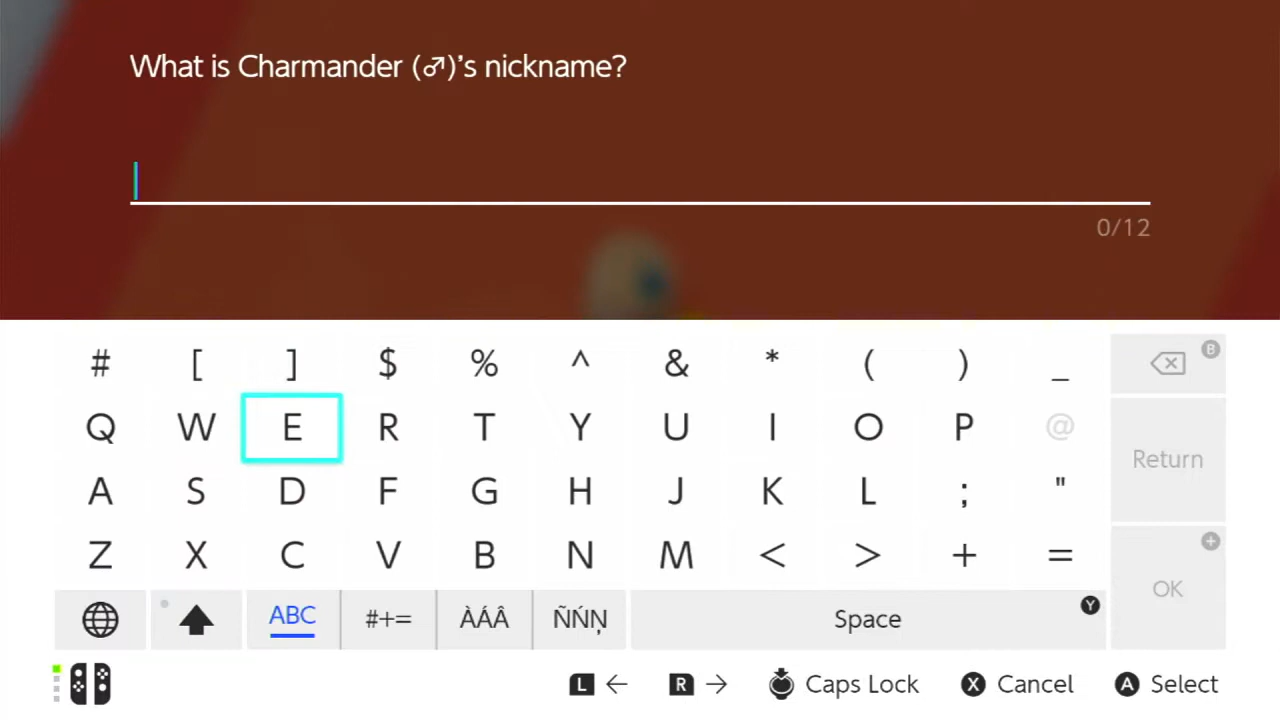 What is Charmander (♂)'s nickname?
0/12
# [ ] $ % ^ & * ( ) _ B
Q W E R T Y U I O P @
Return
A S D F G H J K L ; "
Z X C V B N M < > + =
+
OK
ABC #+= ÀÁÂ ÑŃŅ Space Y
L ← R → Caps Lock X Cancel A Select